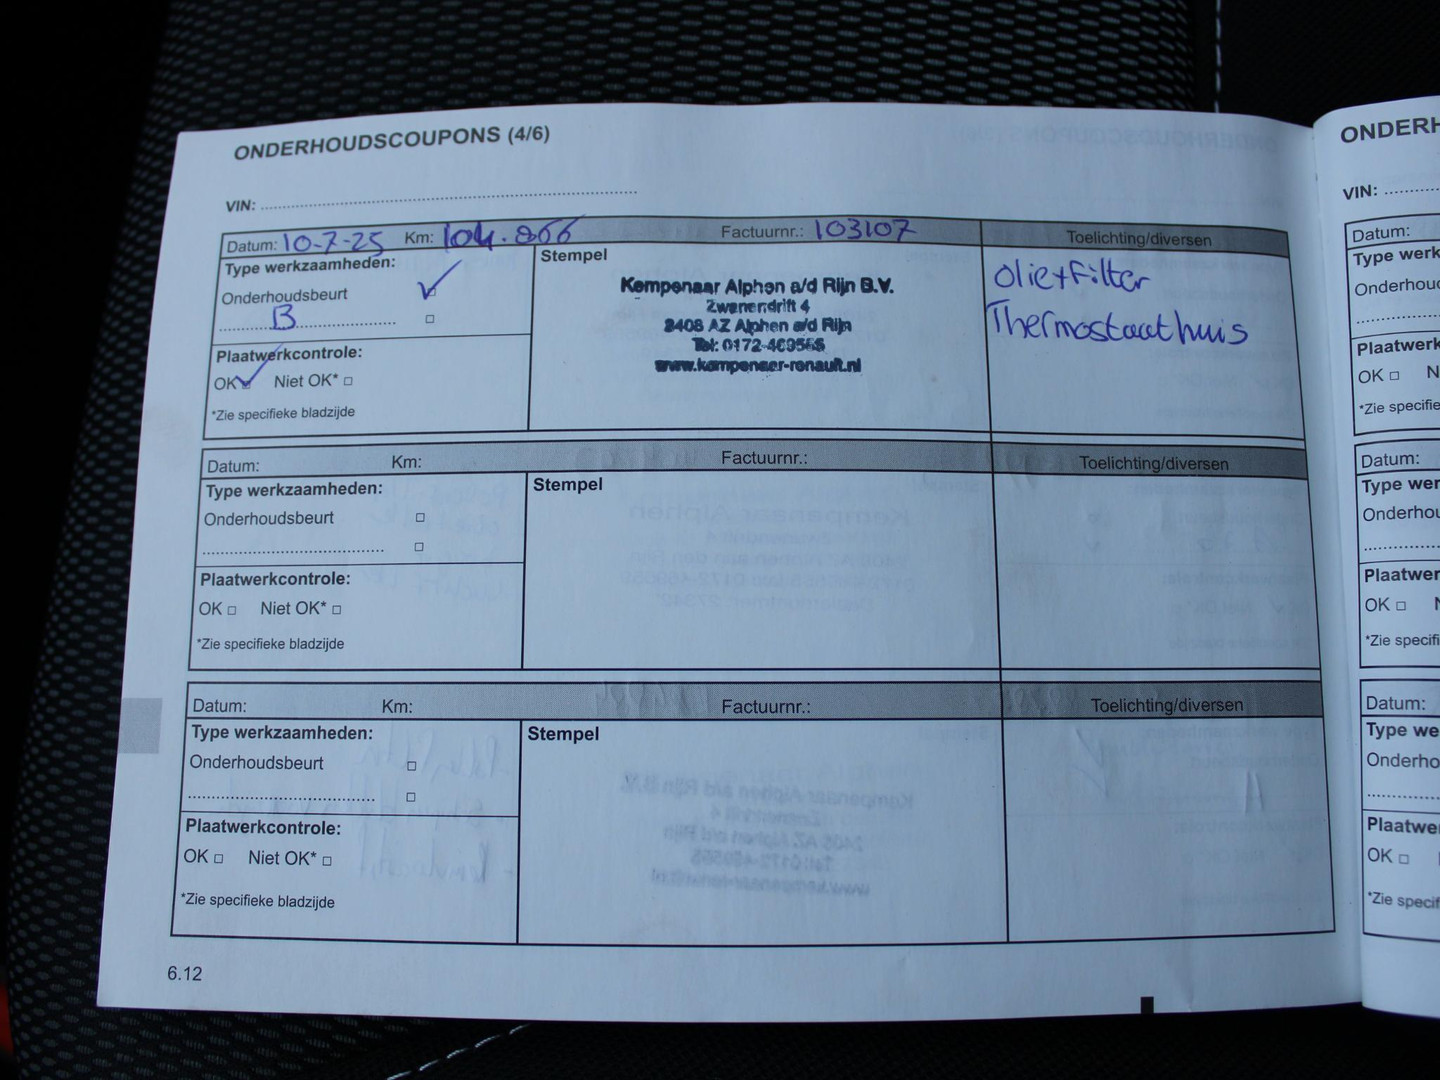 ONDERHOUDSCOUPONS (4/6)
VIN:
Datum: 10-7-25 Km: 104.866 Factuurnr.: 103107 Toelichting/diversen
Type werkzaamheden:
Onderhoudsbeurt
B
Plaatwerkcontrole:
OK Niet OK*
*Zie specifieke bladzijde
Stempel
Kempenaar Alphen a/d Rijn B.V.
Zwanendrift 4
2408 AZ Alphen a/d Rijn
Tel: 0172-469555
www.kempenaar-renault.nl
Olie+Filter
Thermostaathuis
Datum: Km: Factuurnr.: Toelichting/diversen
Type werkzaamheden:
Onderhoudsbeurt
Plaatwerkcontrole:
OK Niet OK*
*Zie specifieke bladzijde
Stempel
Datum: Km: Factuurnr.: Toelichting/diversen
Type werkzaamheden:
Onderhoudsbeurt
Plaatwerkcontrole:
OK Niet OK*
*Zie specifieke bladzijde
Stempel
6.12
ONDERH
VIN:
Datum:
Type werk
Onderhoud
Plaatwerk
OK N
*Zie specifie
Datum:
Type wer
Onderhou
Plaatwer
OK
*Zie specifi
Datum:
Type we
Onderho
Plaatwe
OK
*Zie specif